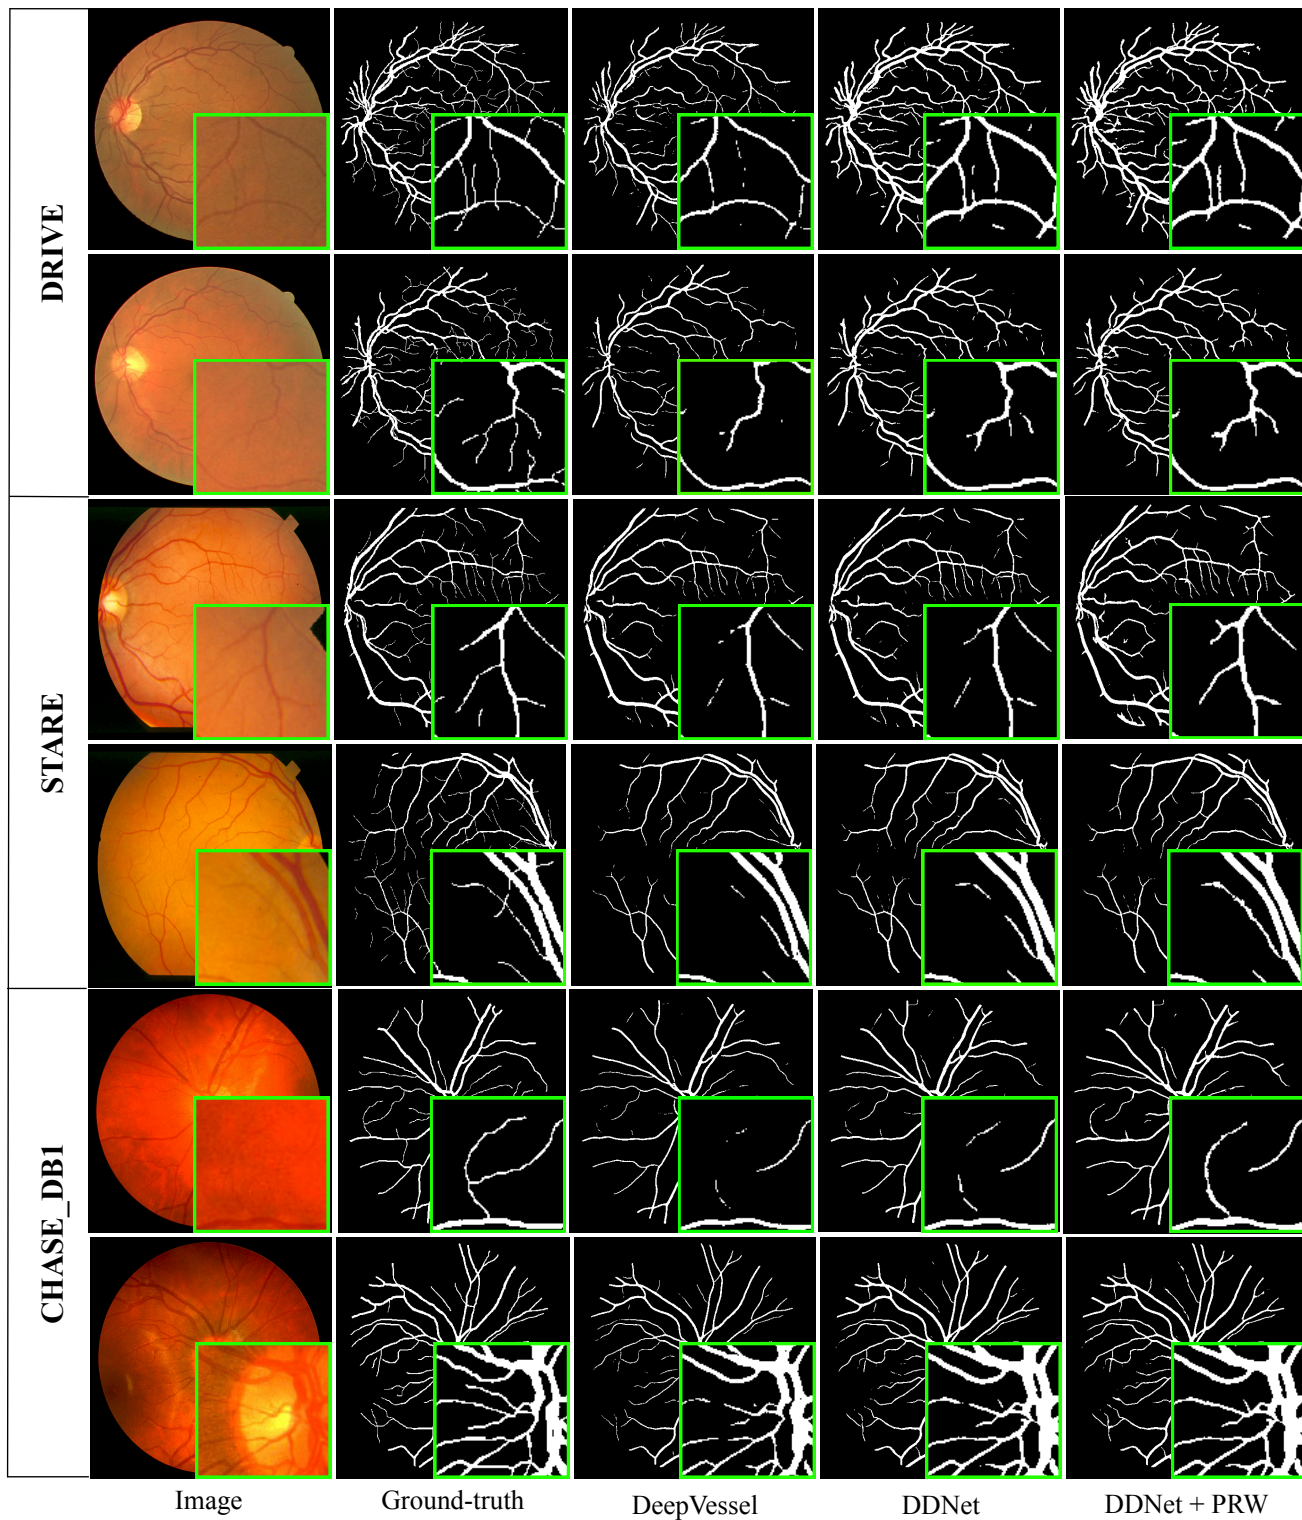 DRIVE
STARE
CHASE_DB1
Image
Ground-truth
DeepVessel
DDNet
DDNet + PRW